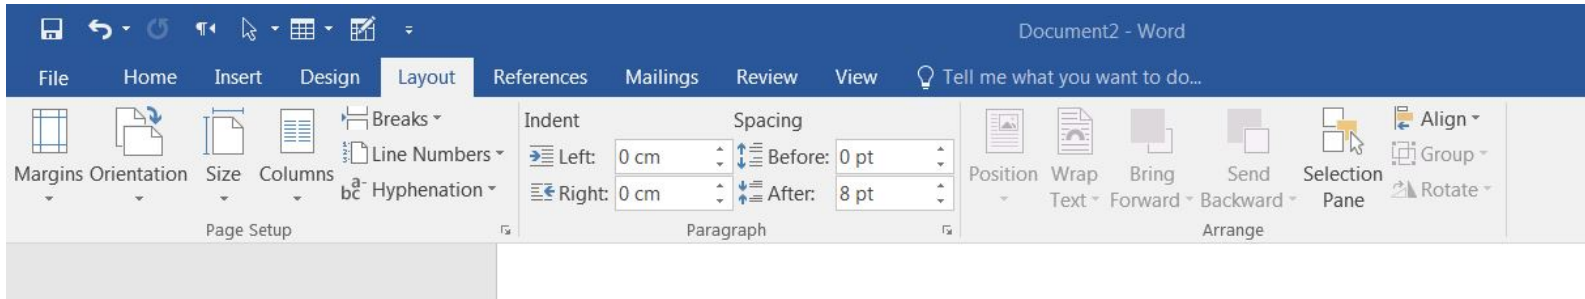 Document2 - Word
File Home Insert Design Layout References Mailings Review View Tell me what you want to do...
Margins
Orientation
Size
Columns
Breaks
Line Numbers
bc a- Hyphenation
Page Setup
Indent
Left: 0 cm
Right: 0 cm
Spacing
Before: 0 pt
After: 8 pt
Paragraph
Position
Wrap
Text
Bring
Forward
Send
Backward
Selection
Pane
Align
Group
Rotate
Arrange